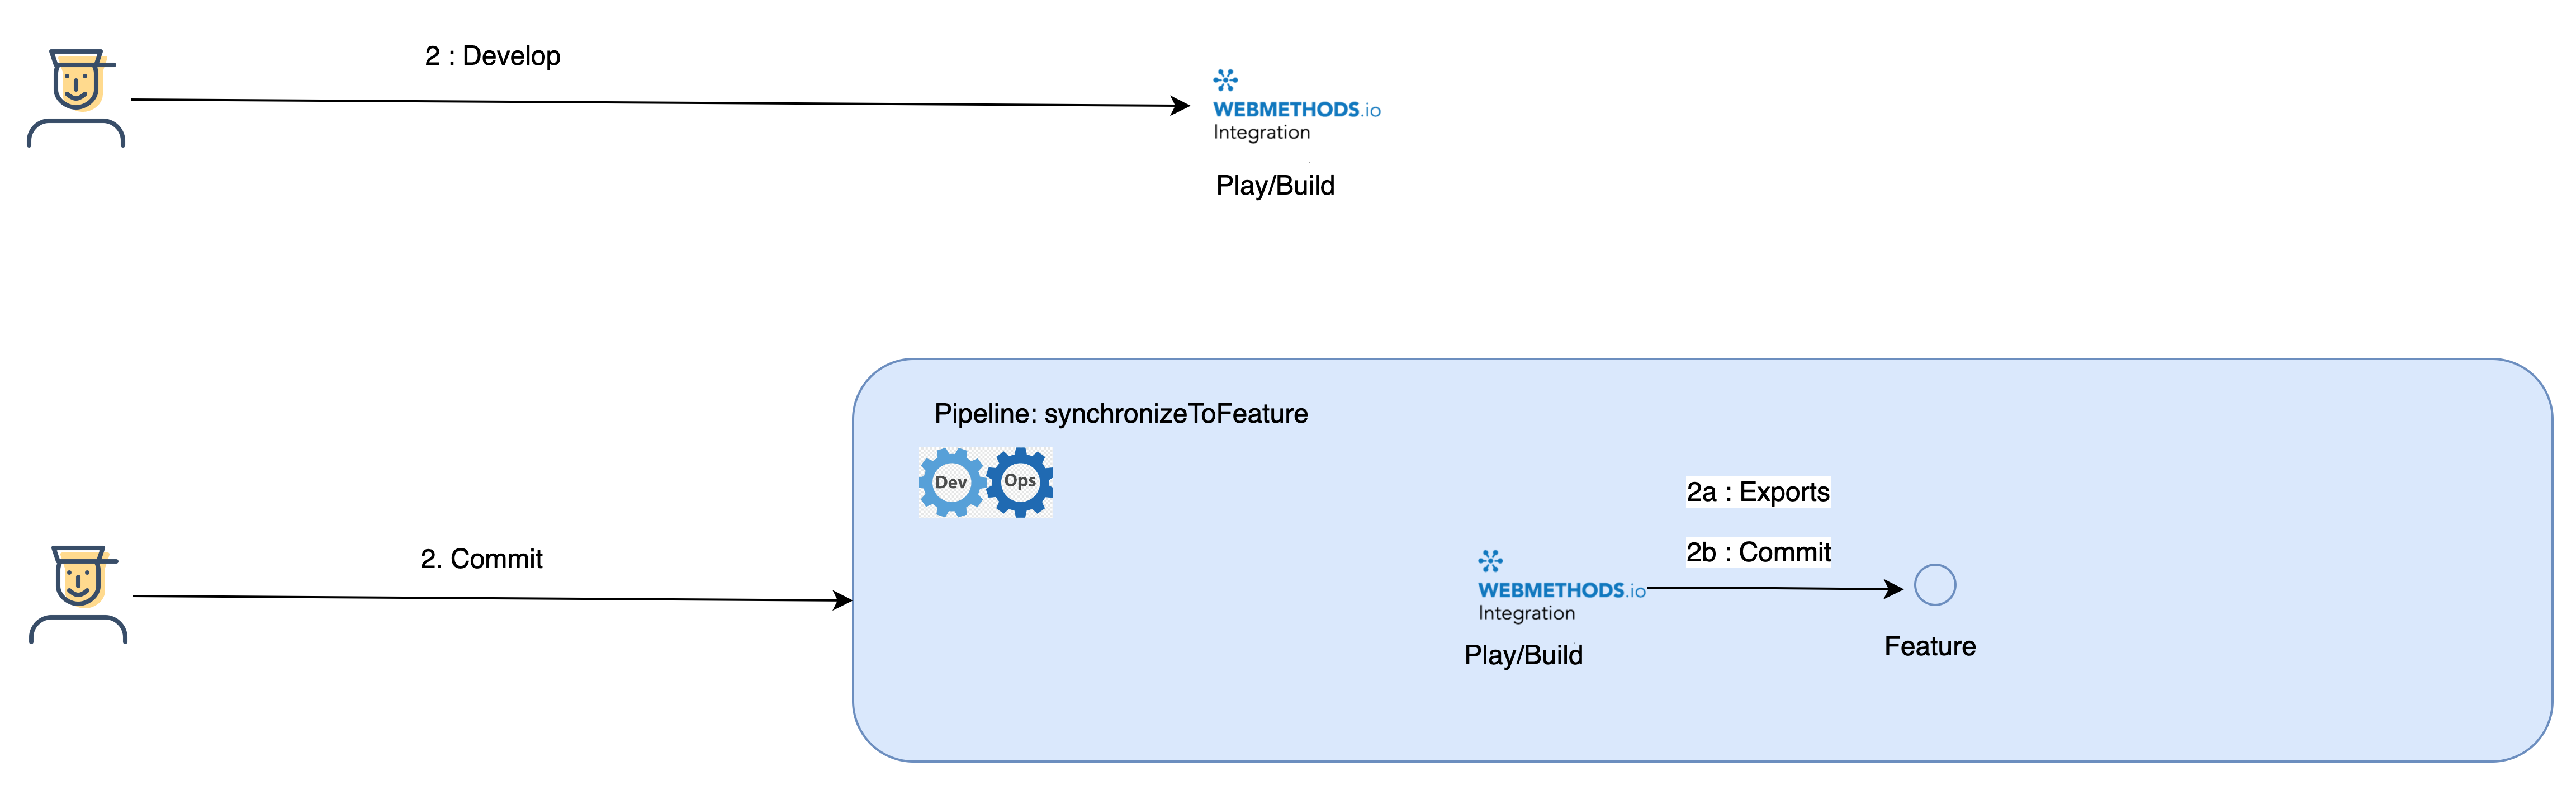 2 : Develop
WEBMETHODS.io
Integration
Play/Build
Pipeline: synchronizeToFeature
Dev
Ops
2a : Exports
2. Commit
2b : Commit
WEBMETHODS.io
Integration
Play/Build
Feature